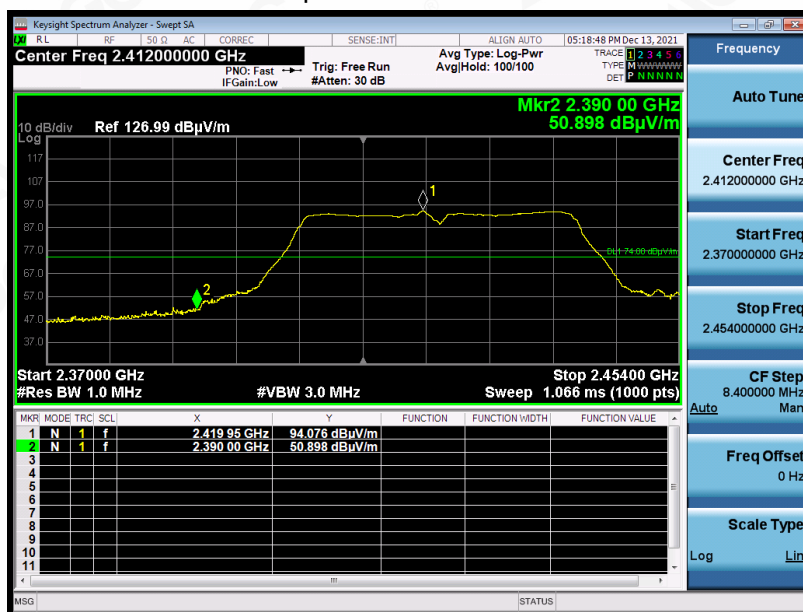 Keysight Spectrum Analyzer - Swept SA
LXI RL RF 50 Ω AC CORREC SENSE:INT ALIGN AUTO 05:18:48 PM Dec 13, 2021
Center Freq 2.412000000 GHz
PNO: Fast
IFGain:Low
Trig: Free Run
#Atten: 30 dB
Avg Type: Log-Pwr
Avg|Hold: 100/100
TRACE 1 2 3 4 5 6
TYPE M WWWWW
DET P N N N N N
Mkr2 2.390 00 GHz
50.898 dBµV/m
10 dB/div Ref 126.99 dBµV/m
Log
117
107
97.0
87.0
77.0
67.0
57.0
47.0
37.0
1
2
DL1 74.00 dBµV/m
Start 2.37000 GHz Stop 2.45400 GHz
#Res BW 1.0 MHz #VBW 3.0 MHz Sweep 1.066 ms (1000 pts)
MKR MODE TRC SCL X Y FUNCTION FUNCTION WIDTH FUNCTION VALUE
1 N 1 f 2.419 95 GHz 94.076 dBµV/m
2 N 1 f 2.390 00 GHz 50.898 dBµV/m
3
4
5
6
7
8
9
10
11
MSG STATUS
Frequency
Auto Tune
Center Freq
2.412000000 GHz
Start Freq
2.370000000 GHz
Stop Freq
2.454000000 GHz
CF Step
8.400000 MHz
Auto Man
Freq Offset
0 Hz
Scale Type
Log Lin